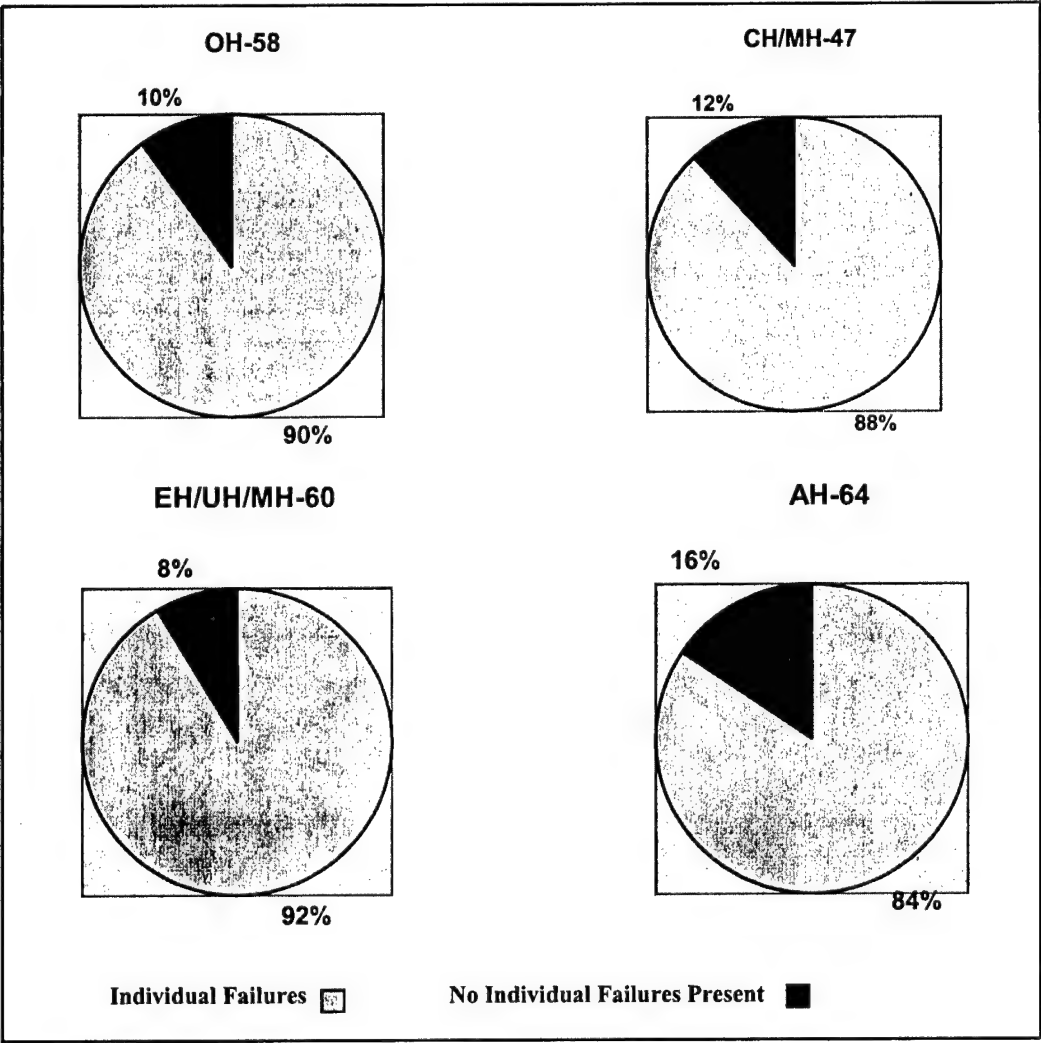 OH-58
CH/MH-47
10%
12%
90%
88%
EH/UH/MH-60
AH-64
8%
16%
92%
84%
Individual Failures
No Individual Failures Present